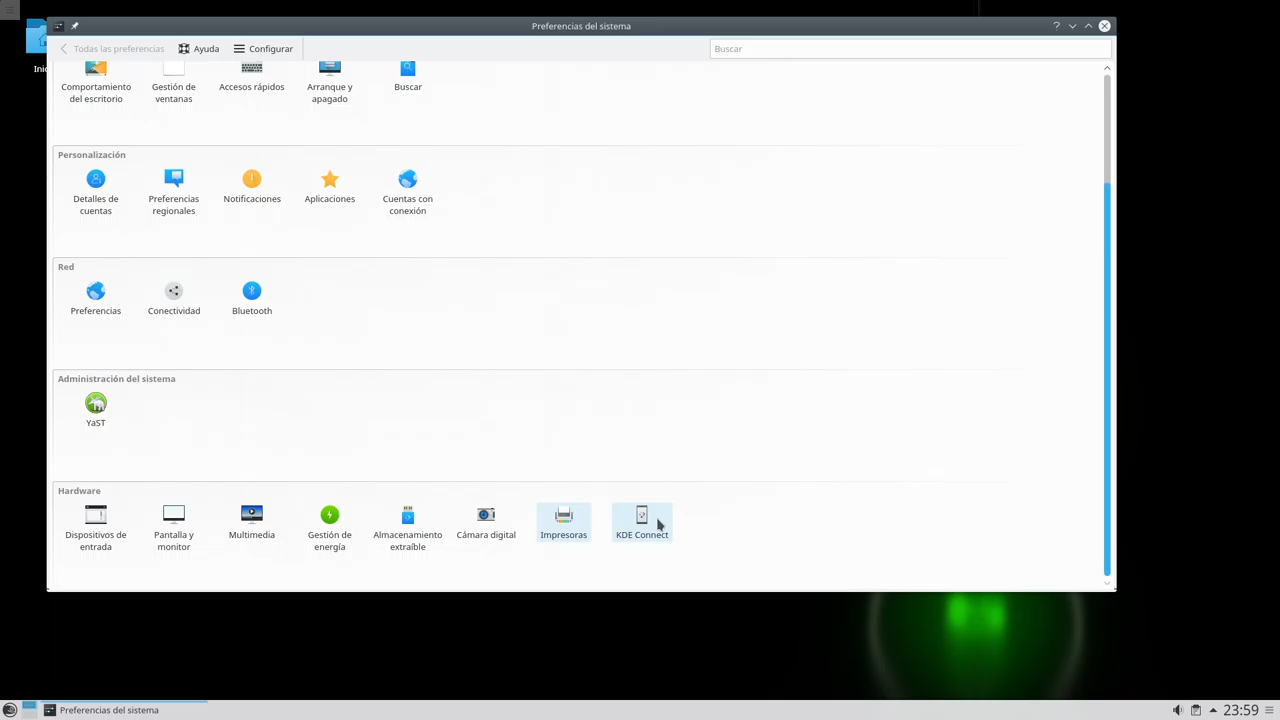 Preferencias del sistema
Todas las preferencias Ayuda Configurar Buscar
Comportamiento del escritorio
Gestión de ventanas
Accesos rápidos
Arranque y apagado
Buscar
Personalización
Detalles de cuentas
Preferencias regionales
Notificaciones
Aplicaciones
Cuentas con conexión
Red
Preferencias
Conectividad
Bluetooth
Administración del sistema
YaST
Hardware
Dispositivos de entrada
Pantalla y monitor
Multimedia
Gestión de energía
Almacenamiento extraíble
Cámara digital
Impresoras
KDE Connect
Preferencias del sistema
23:59